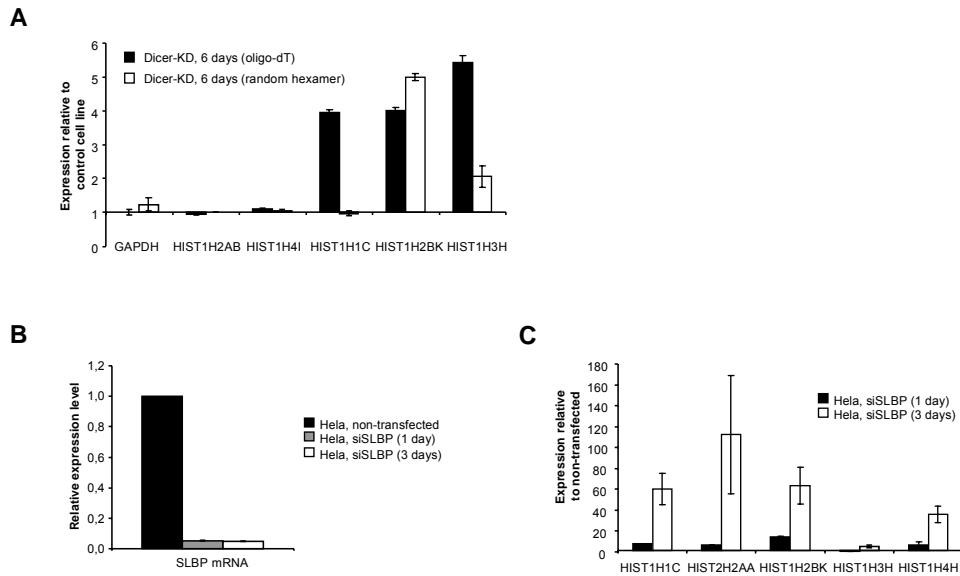 A
Expression relative to
control cell line
6
5
4
3
2
1
0
Dicer-KD, 6 days (oligo-dT)
Dicer-KD, 6 days (random hexamer)
GAPDH HIST1H2AB HIST1H4I HIST1H1C HIST1H2BK HIST1H3H
B
Relative expression level
1,2
1,0
0,8
0,6
0,4
0,2
0,0
SLBP mRNA
Hela, non-transfected
Hela, siSLBP (1 day)
Hela, siSLBP (3 days)
C
Expression relative
to non-transfected
180
160
140
120
100
80
60
40
20
0
Hela, siSLBP (1 day)
Hela, siSLBP (3 days)
HIST1H1C HIST2H2AA HIST1H2BK HIST1H3H HIST1H4H